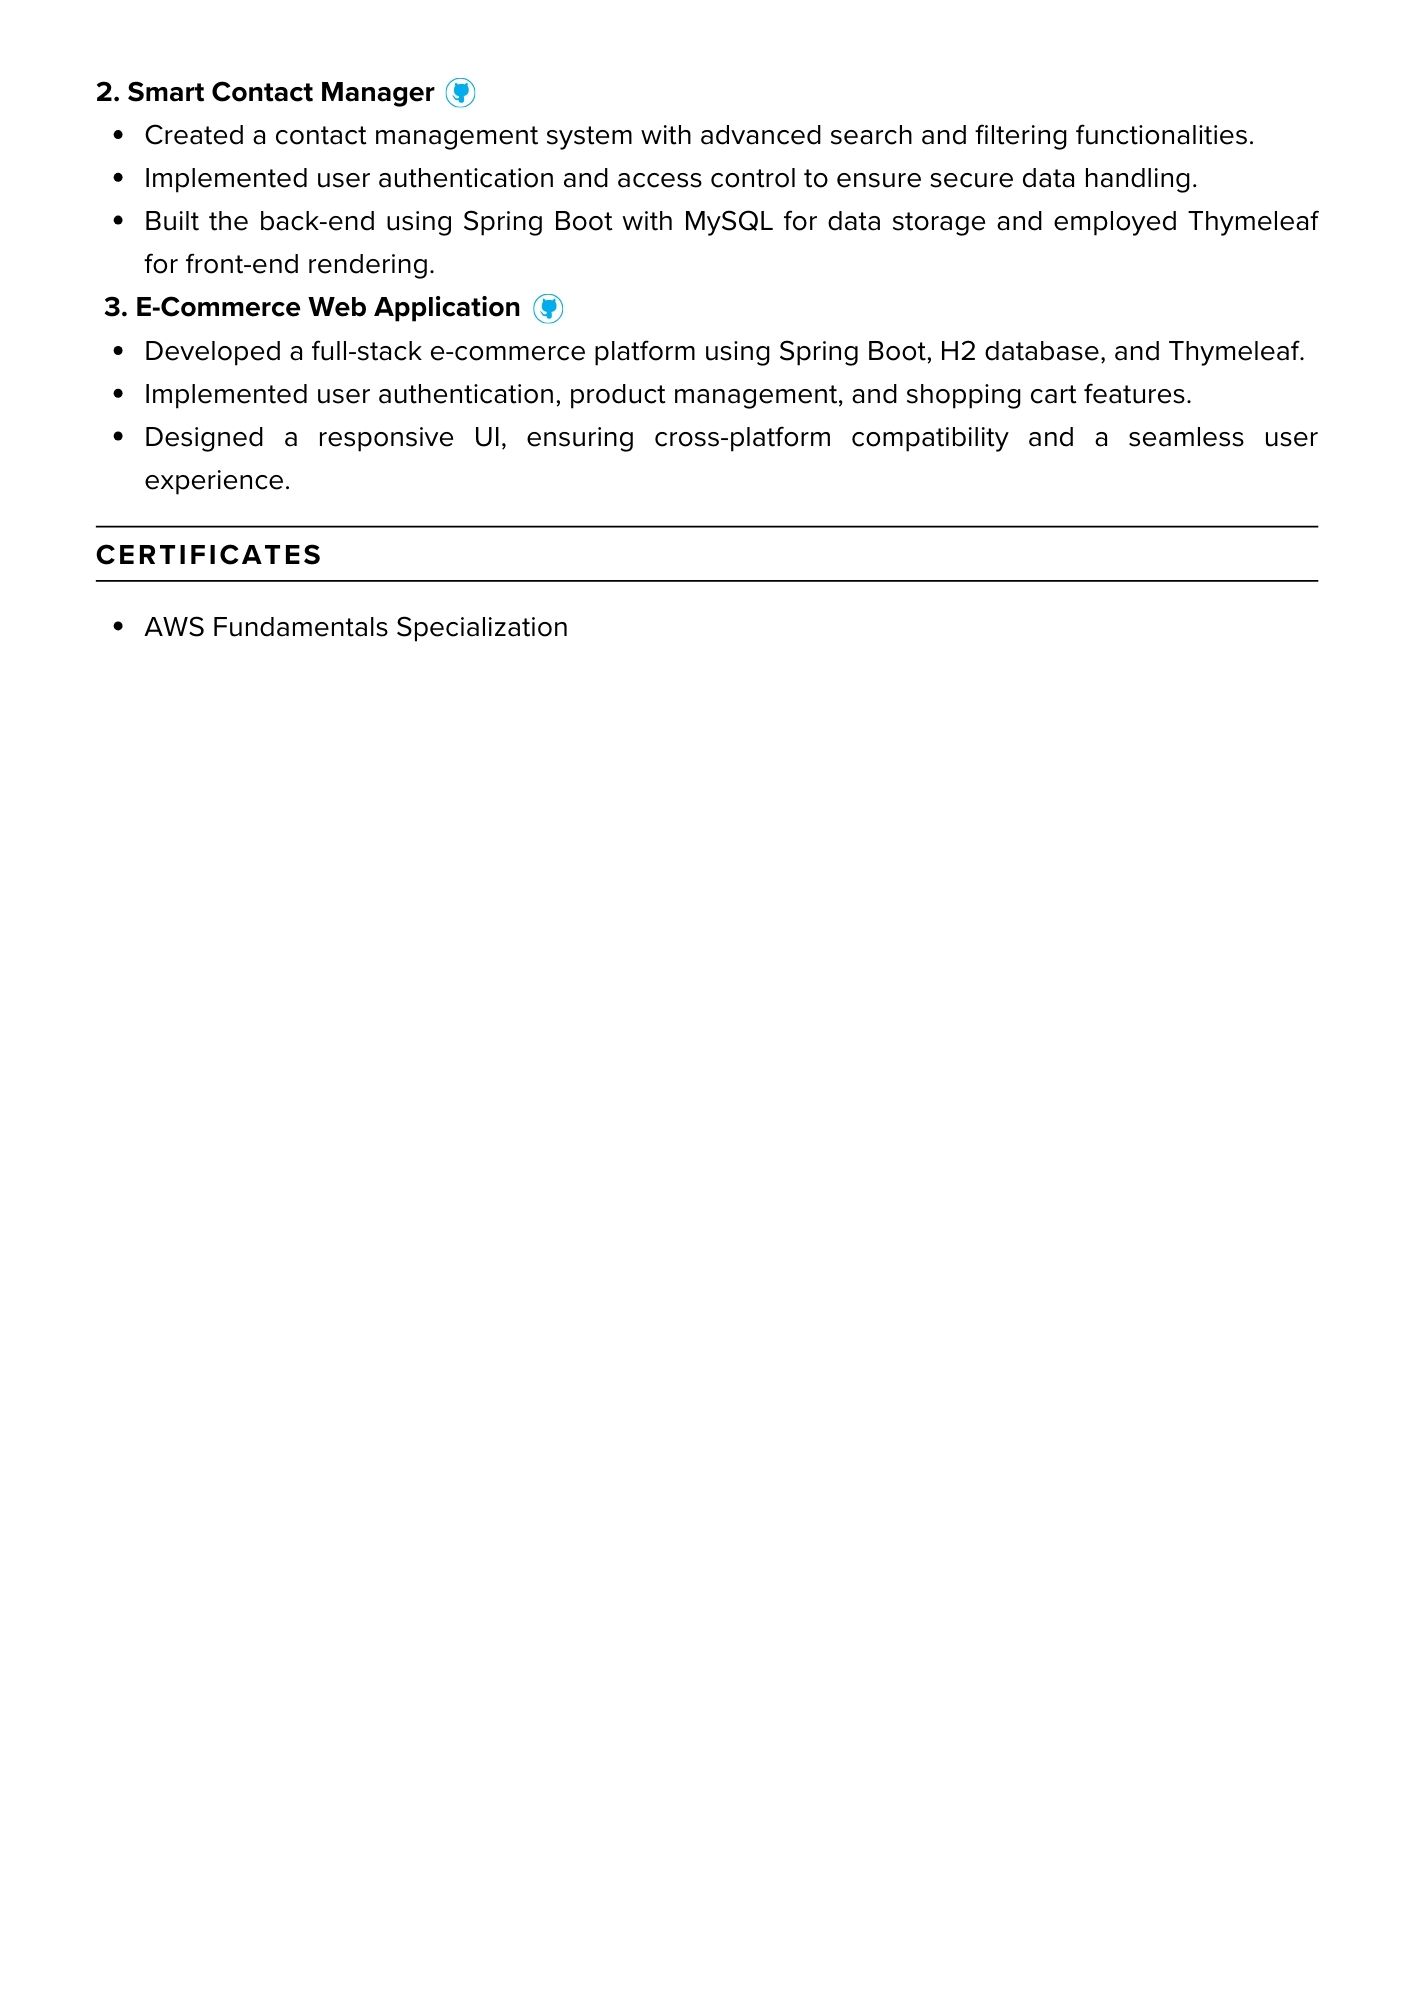 2. Smart Contact Manager
• Created a contact management system with advanced search and filtering functionalities.
• Implemented user authentication and access control to ensure secure data handling.
• Built the back-end using Spring Boot with MySQL for data storage and employed Thymeleaf
for front-end rendering.
3. E-Commerce Web Application
• Developed a full-stack e-commerce platform using Spring Boot, H2 database, and Thymeleaf.
• Implemented user authentication, product management, and shopping cart features.
• Designed a responsive UI, ensuring cross-platform compatibility and a seamless user
experience.
CERTIFICATES
• AWS Fundamentals Specialization